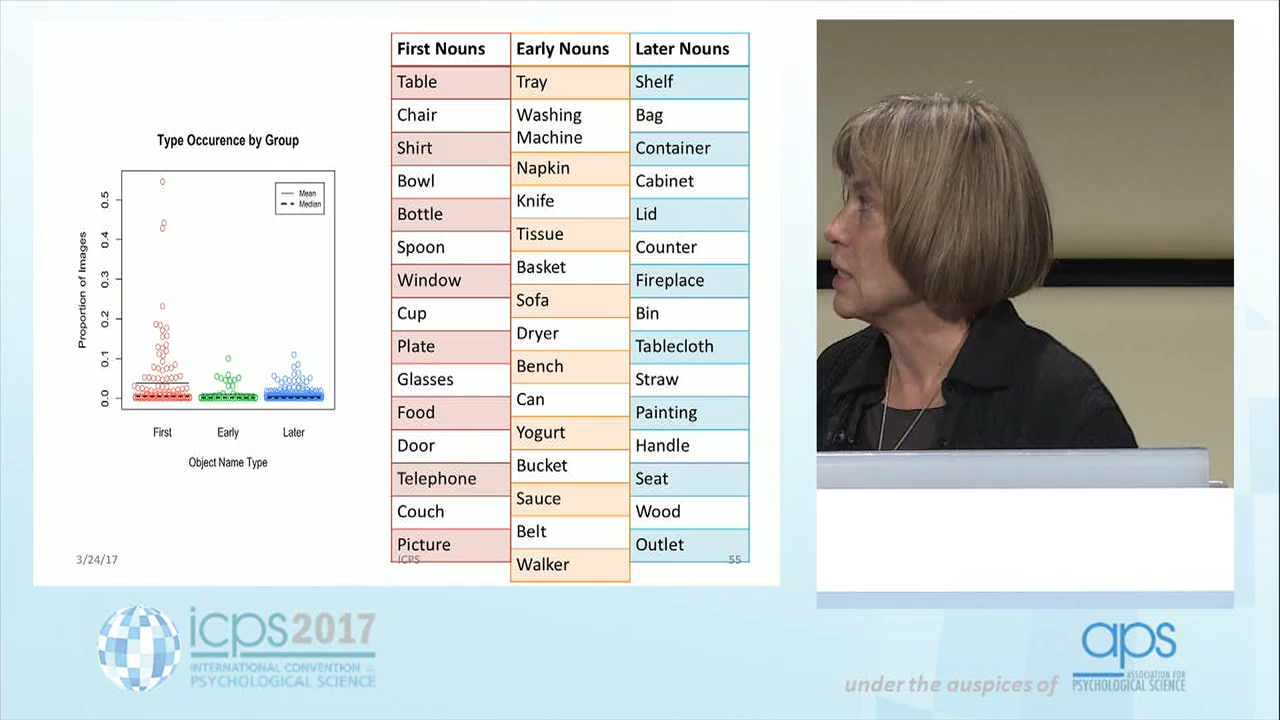 Type Occurence by Group
Mean
Median
0.5
0.4
0.3
0.2
0.1
0.0
Proportion of Images
First Early Later
Object Name Type
First Nouns
Table
Chair
Shirt
Bowl
Bottle
Spoon
Window
Cup
Plate
Glasses
Food
Door
Telephone
Couch
Picture
Early Nouns
Tray
Washing
Machine
Napkin
Knife
Tissue
Basket
Sofa
Dryer
Bench
Can
Yogurt
Bucket
Sauce
Belt
Walker
Later Nouns
Shelf
Bag
Container
Cabinet
Lid
Counter
Fireplace
Bin
Tablecloth
Straw
Painting
Handle
Seat
Wood
Outlet
3/24/17
ICPS
55
icps2017
INTERNATIONAL CONVENTION
PSYCHOLOGICAL SCIENCE
under the auspices of
aps
ASSOCIATION FOR
PSYCHOLOGICAL SCIENCE